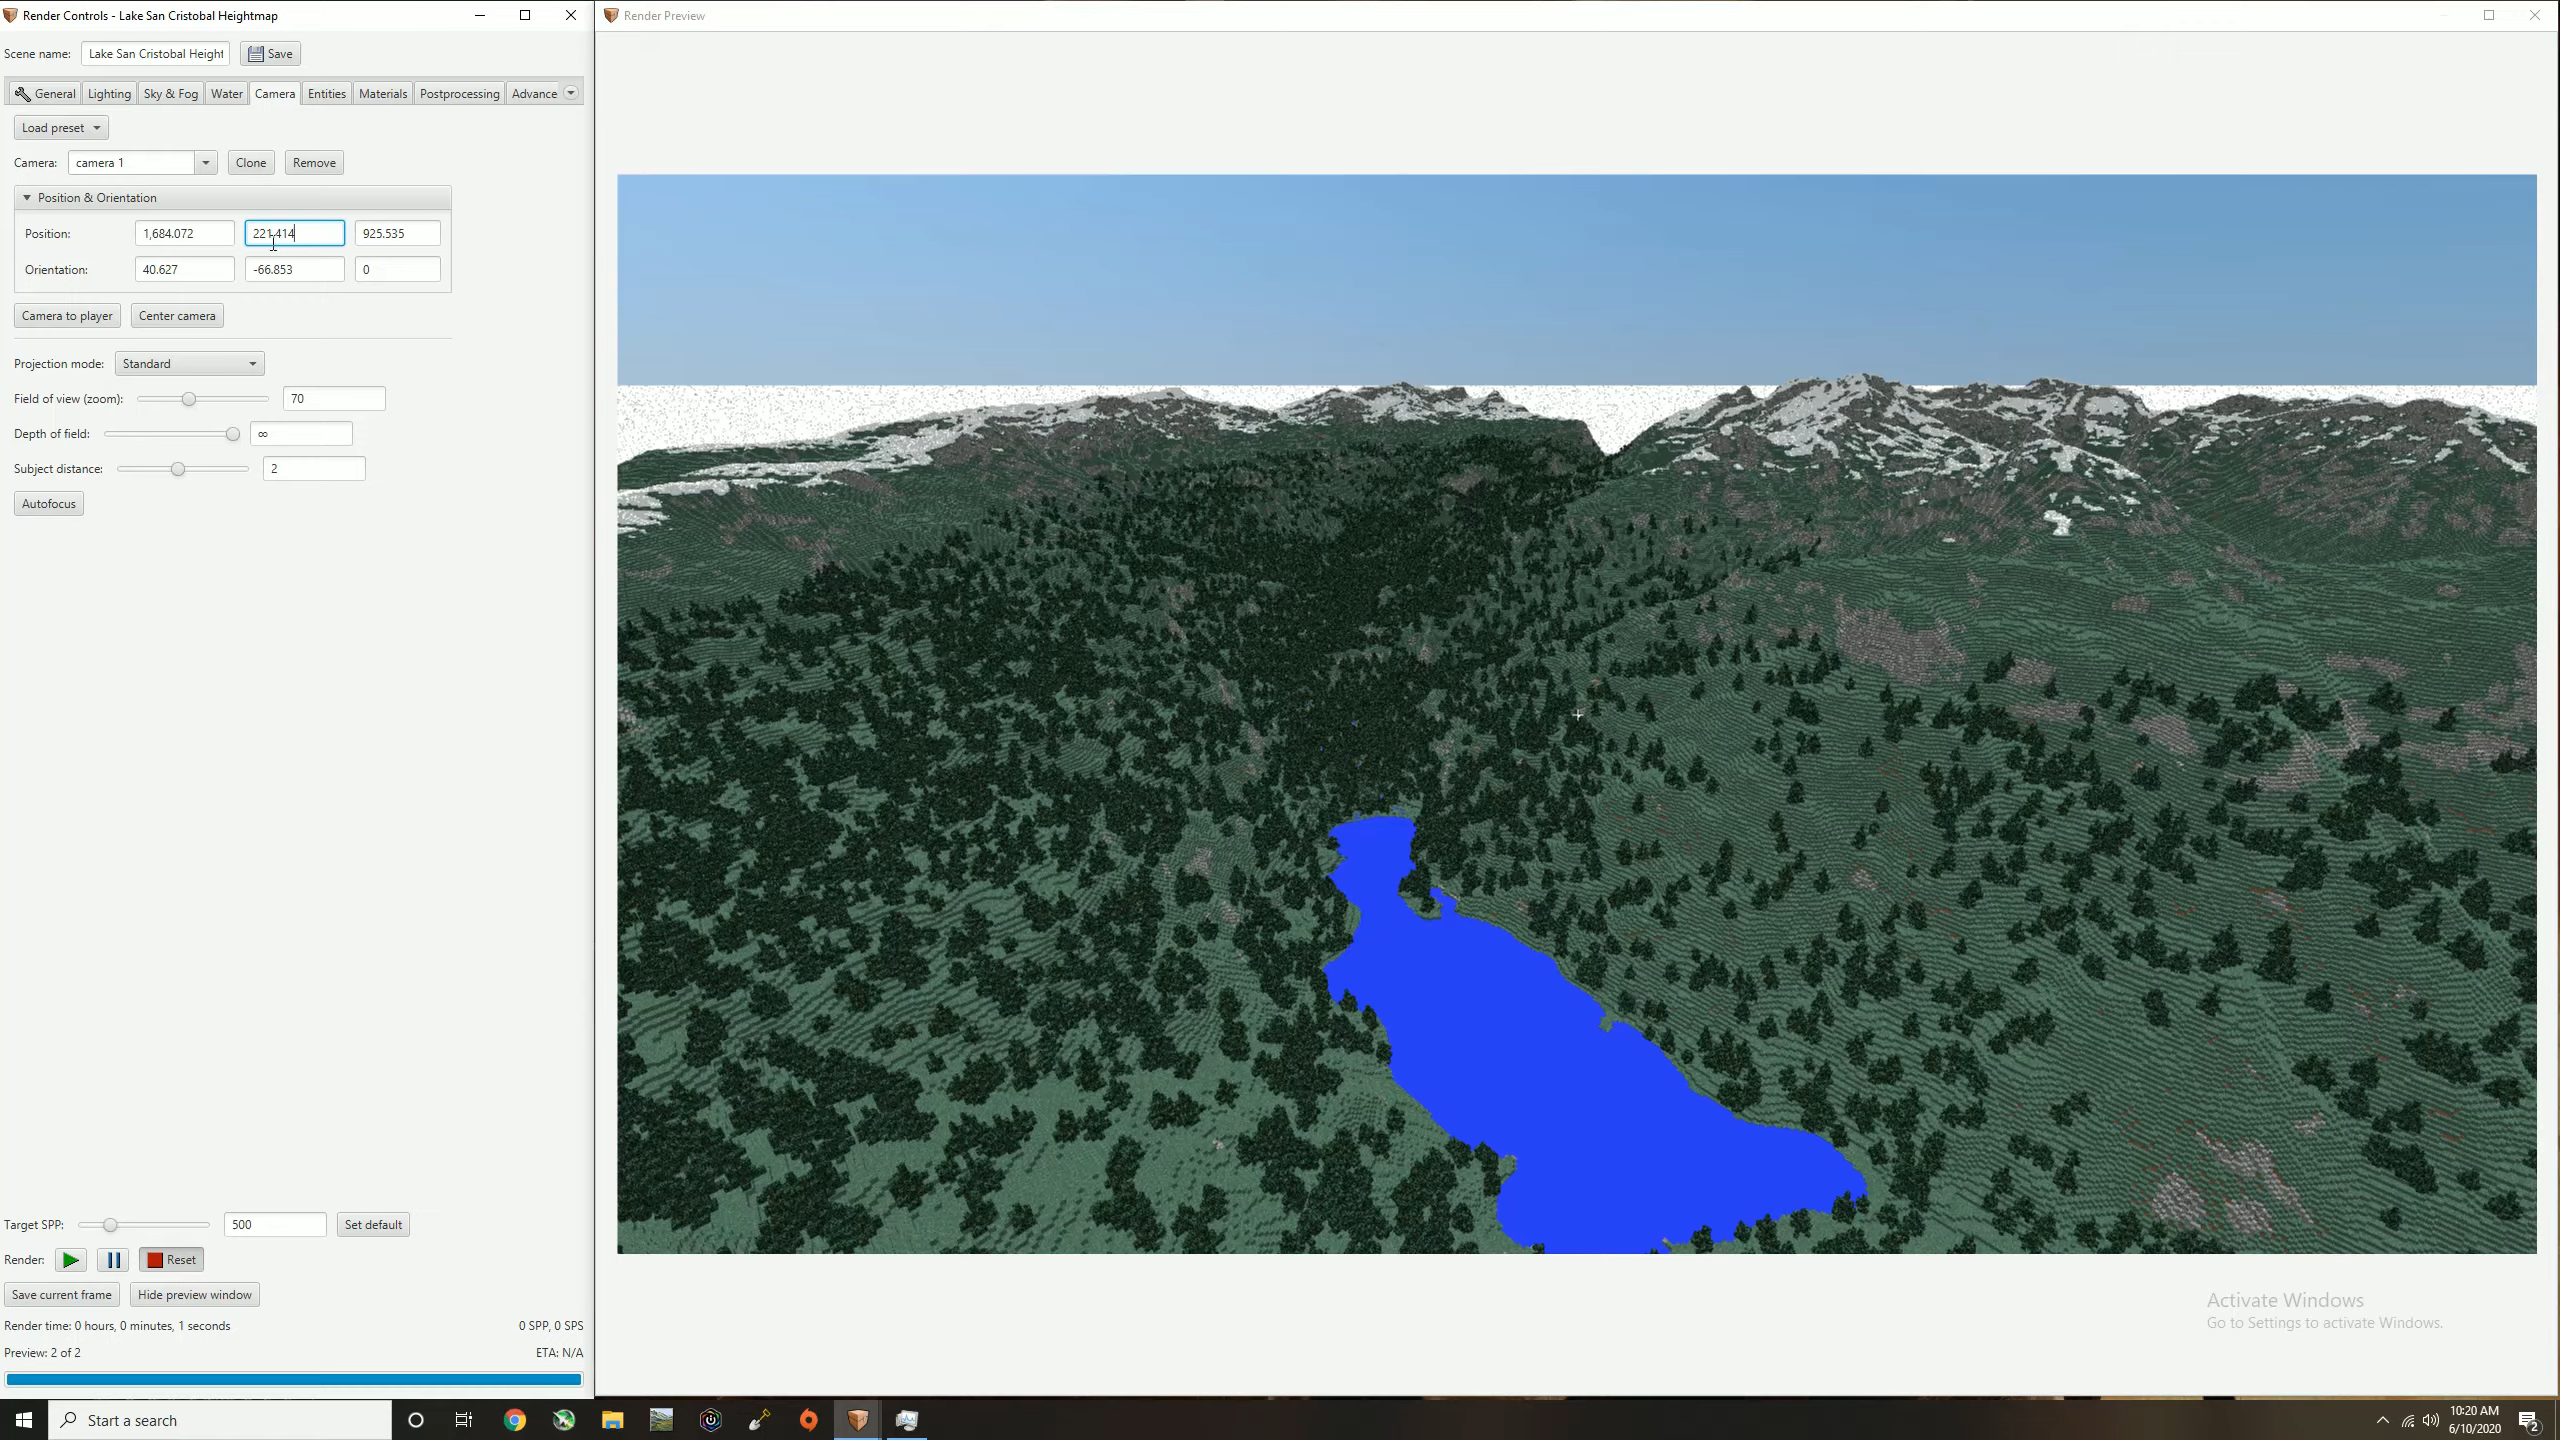 Render Controls - Lake San Cristobal Heightmap
Render Preview
Scene name: Lake San Cristobal Height Save
General Lighting Sky & Fog Water Camera Entities Materials Postprocessing Advance
Load preset
Camera: camera 1 Clone Remove
Position & Orientation
Position: 1,684.072 221.414 925.535
Orientation: 40.627 -66.853 0
Camera to player Center camera
Projection mode: Standard
Field of view (zoom): 70
Depth of field: ∞
Subject distance: 2
Autofocus
Target SPP: 500 Set default
Render: Reset
Save current frame Hide preview window
Render time: 0 hours, 0 minutes, 1 seconds 0 SPP, 0 SPS
Preview: 2 of 2 ETA: N/A
Activate Windows
Go to Settings to activate Windows.
Start a search
10:20 AM
6/10/2020
2